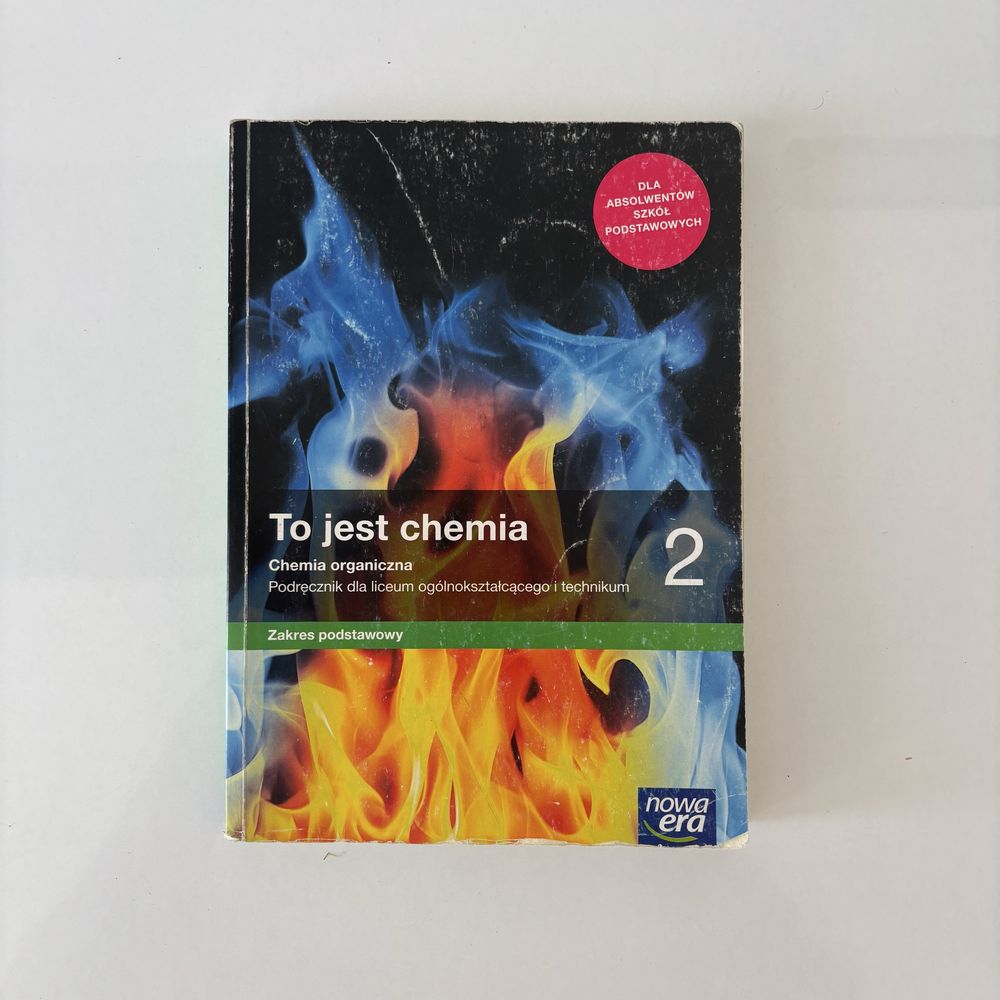 DLA
ABSOLWENTÓW
SZKÓŁ
PODSTAWOWYCH
To jest chemia
2
Chemia organiczna
Podręcznik dla liceum ogólnokształcącego i technikum
Zakres podstawowy
nowa
era